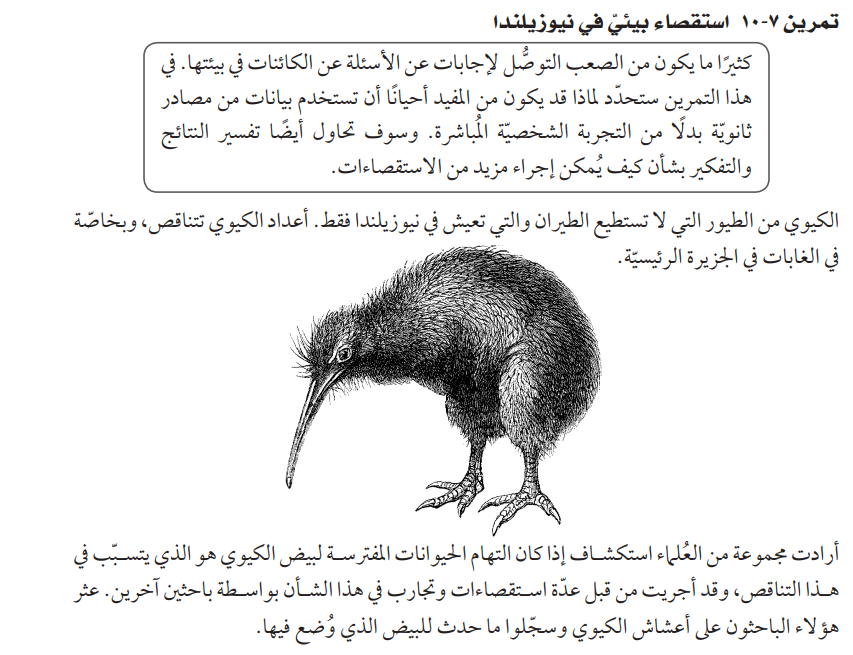 تمرين ٧-١٠ استقصاء بيئيّ في نيوزيلندا
كثيرًا ما يكون من الصعب التوصُّل لإجابات عن الأسئلة عن الكائنات في بيئتها. في
هذا التمرين ستحدّد لماذا قد يكون من المفيد أحيانًا أن تستخدم بيانات من مصادر
ثانويّة بدلًا من التجربة الشخصيّة المُباشرة. وسوف تحاول أيضًا تفسير النتائج
والتفكير بشأن كيف يُمكن إجراء مزيد من الاستقصاءات.
الكيوي من الطيور التي لا تستطيع الطيران والتي تعيش في نيوزيلندا فقط. أعداد الكيوي تتناقص، وبخاصّة
في الغابات في الجزيرة الرئيسيّة.
أرادت مجموعة من العُلماء استكشاف إذا كان التهام الحيوانات المفترسة لبيض الكيوي هو الذي يتسبّب في
هذا التناقص، وقد أجريت من قبل عدّة استقصاءات وتجارب في هذا الشأن بواسطة باحثين آخرين. عثر
هؤلاء الباحثون على أعشاش الكيوي وسجّلوا ما حدث للبيض الذي وُضع فيها.